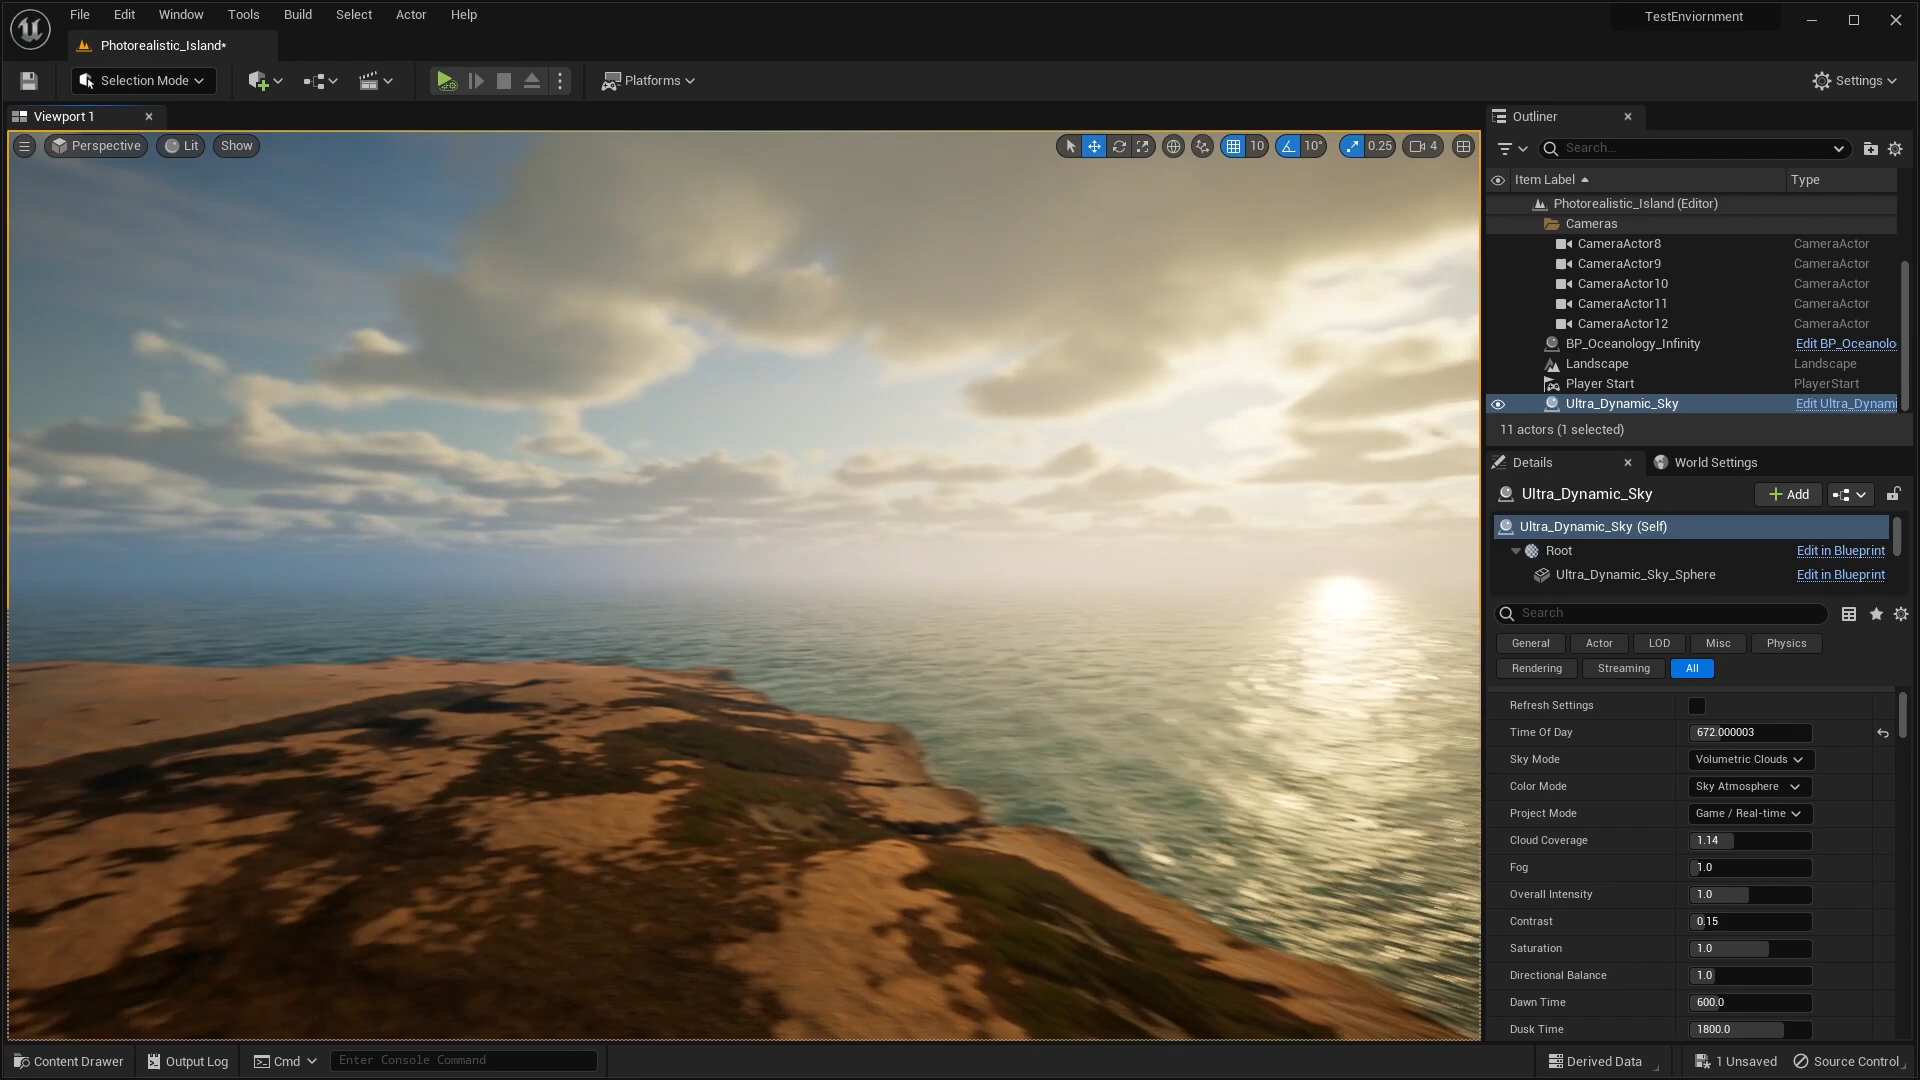 File Edit Window Tools Build Select Actor Help
TestEnviornment
Photorealistic_Island*
Selection Mode
Platforms
Settings
Viewport 1
Perspective Lit Show
10 10° 0.25 4
Outliner
Search...
Item Label Type
Photorealistic_Island (Editor)
Cameras
CameraActor8 CameraActor
CameraActor9 CameraActor
CameraActor10 CameraActor
CameraActor11 CameraActor
CameraActor12 CameraActor
BP_Oceanology_Infinity Edit BP_Oceanolo
Landscape Landscape
Player Start PlayerStart
Ultra_Dynamic_Sky Edit Ultra_Dynami
11 actors (1 selected)
Details World Settings
Ultra_Dynamic_Sky Add
Ultra_Dynamic_Sky (Self)
Root Edit in Blueprint
Ultra_Dynamic_Sky_Sphere Edit in Blueprint
Search
General Actor LOD Misc Physics
Rendering Streaming All
Refresh Settings
Time Of Day 672.000003
Sky Mode Volumetric Clouds
Color Mode Sky Atmosphere
Project Mode Game / Real-time
Cloud Coverage 1.14
Fog 1.0
Overall Intensity 1.0
Contrast 0.15
Saturation 1.0
Directional Balance 1.0
Dawn Time 600.0
Dusk Time 1800.0
Content Drawer Output Log Cmd Enter Console Command Derived Data 1 Unsaved Source Control